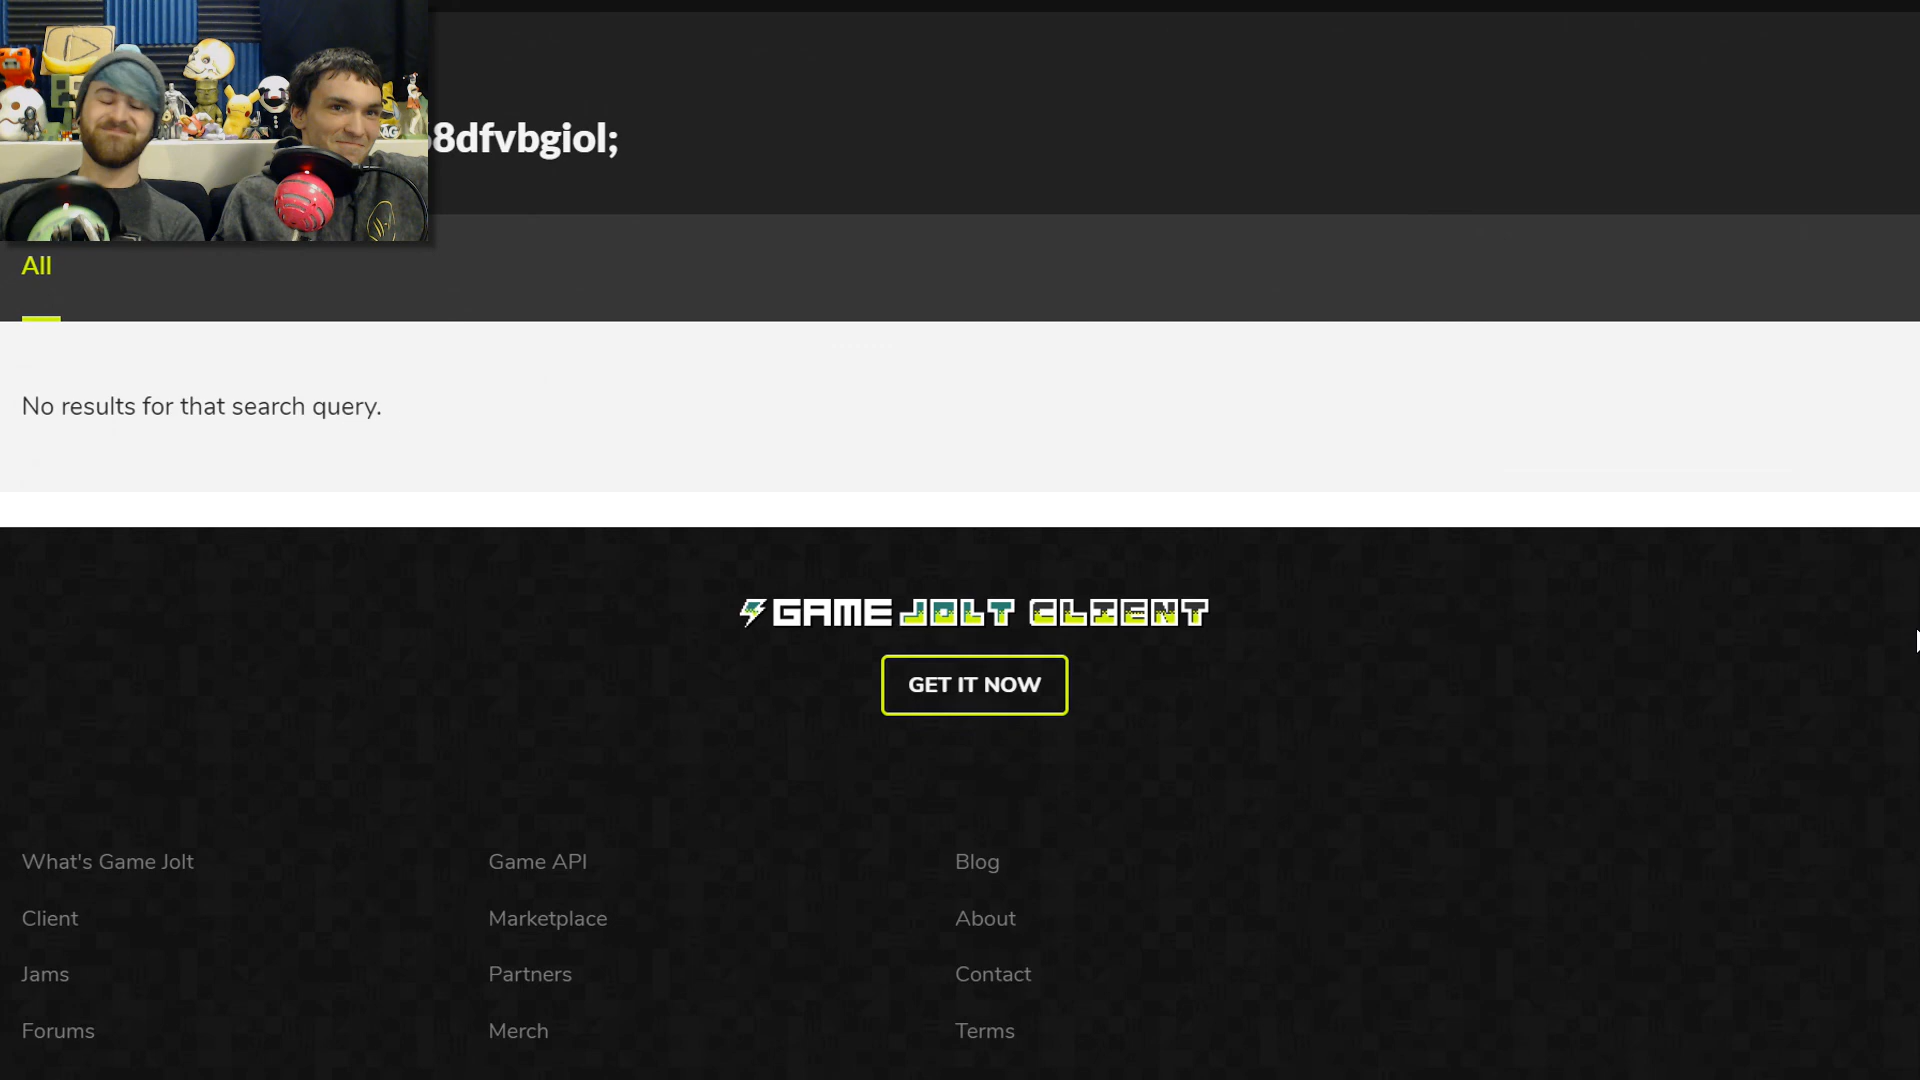 8dfvbgiol;
All
No results for that search query.
GAME JOLT CLIENT
GET IT NOW
What's Game Jolt
Game API
Blog
Client
Marketplace
About
Jams
Partners
Contact
Forums
Merch
Terms